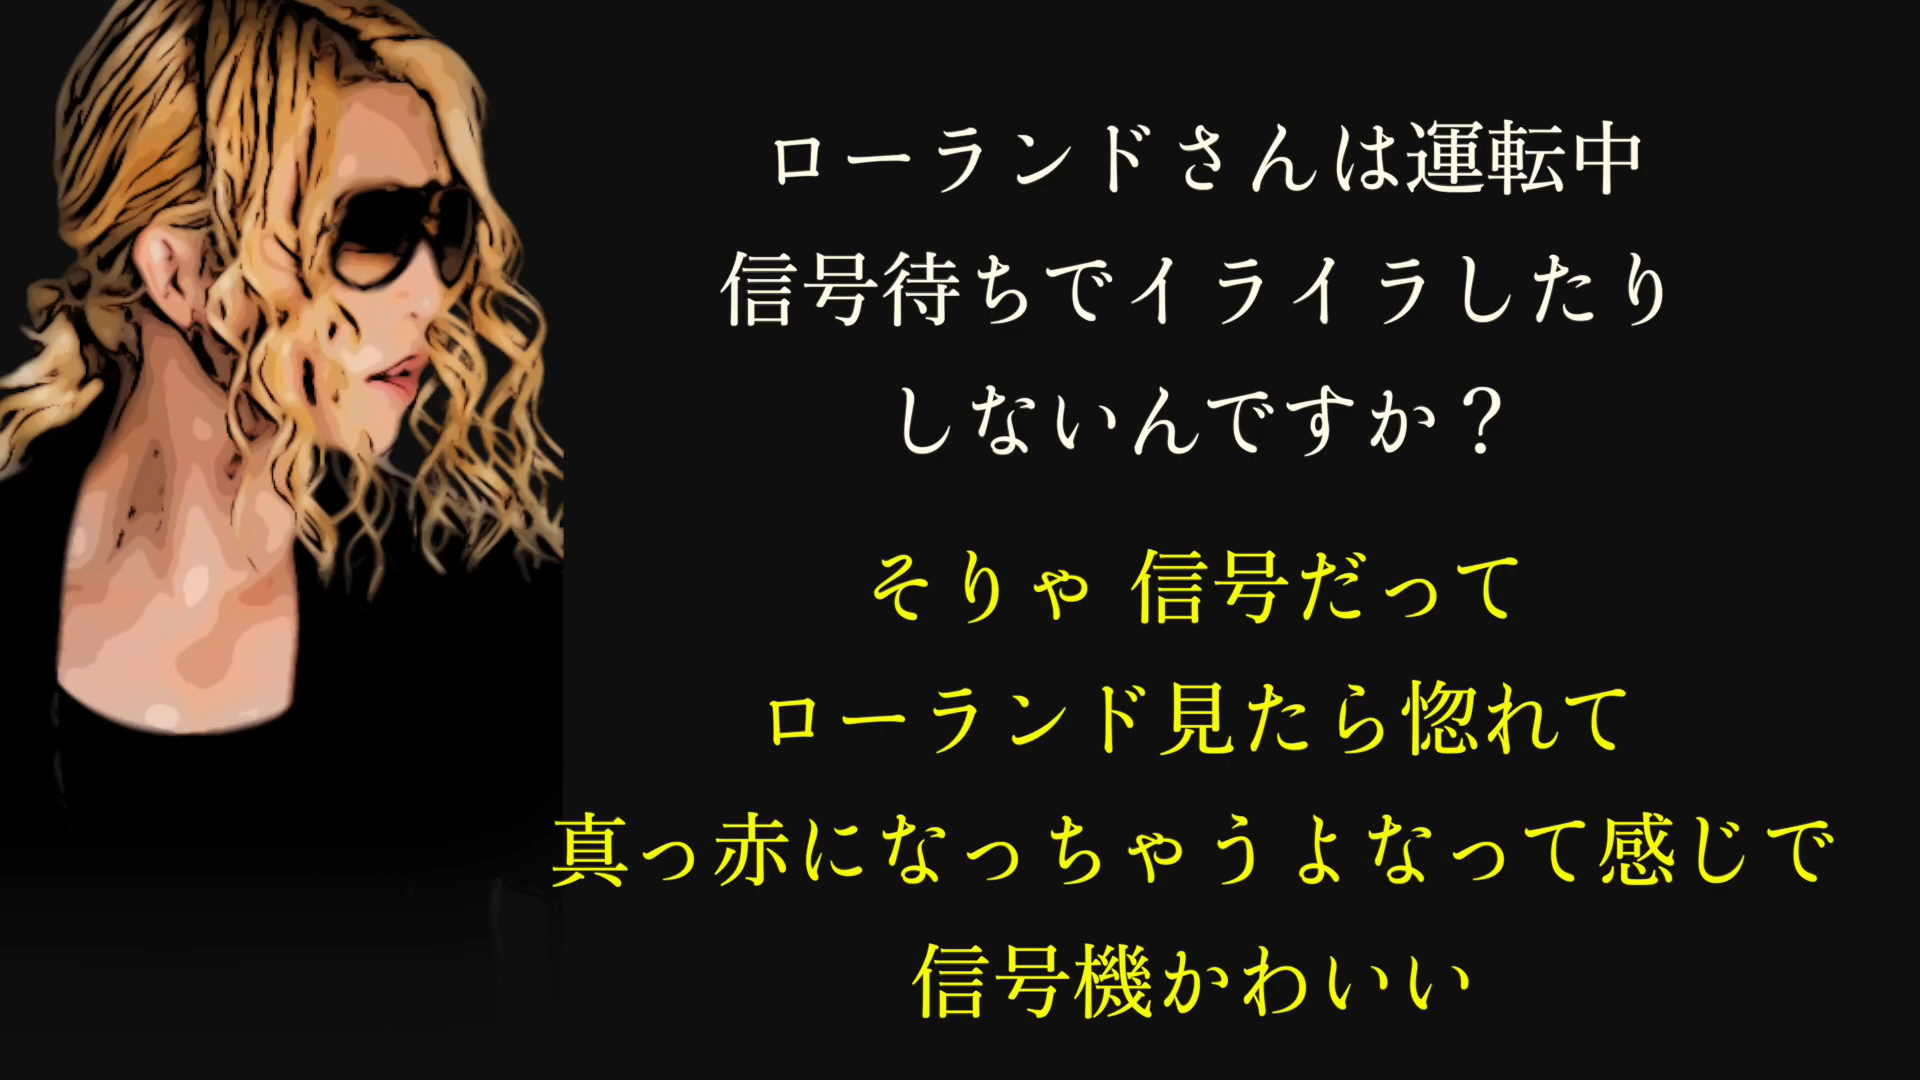 ローランドさんは運転中
信号待ちでイライラしたり
しないんですか？
そりゃ 信号だって
ローランド見たら惚れて
真っ赤になっちゃうよなって感じで
信号機かわいい